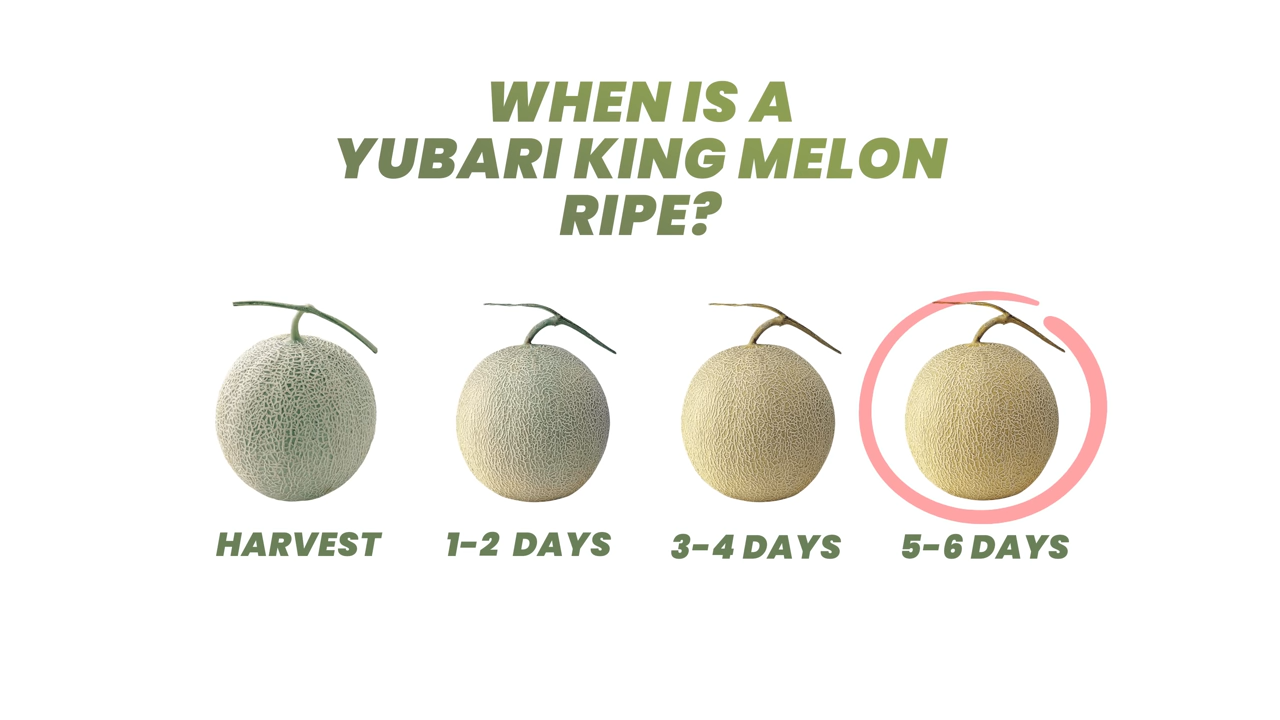 WHEN IS A
YUBARI KING MELON
RIPE?
HARVEST
1-2 DAYS
3-4 DAYS
5-6 DAYS